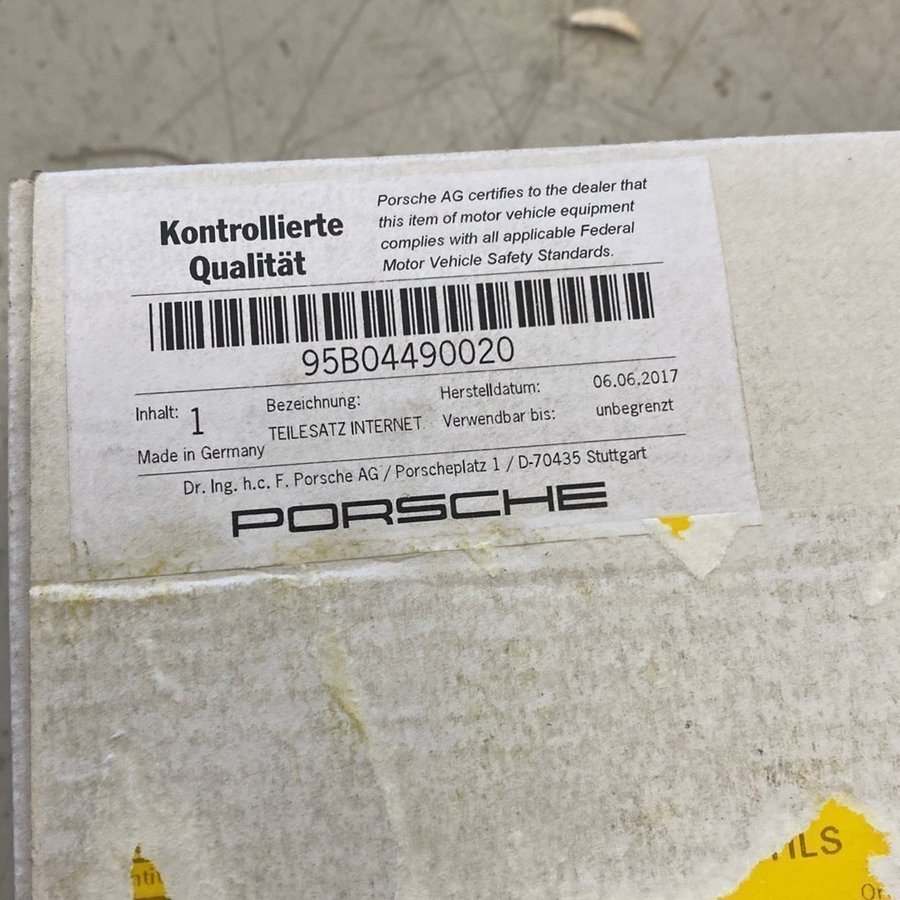 Kontrollierte
Qualität
Porsche AG certifies to the dealer that
this item of motor vehicle equipment
complies with all applicable Federal
Motor Vehicle Safety Standards.
95B04490020
Inhalt: 1
Bezeichnung:
TEILESATZ INTERNET
Herstelldatum: 06.06.2017
Verwendbar bis: unbegrenzt
Made in Germany
Dr. Ing. h.c. F. Porsche AG / Porscheplatz 1 / D-70435 Stuttgart
PORSCHE